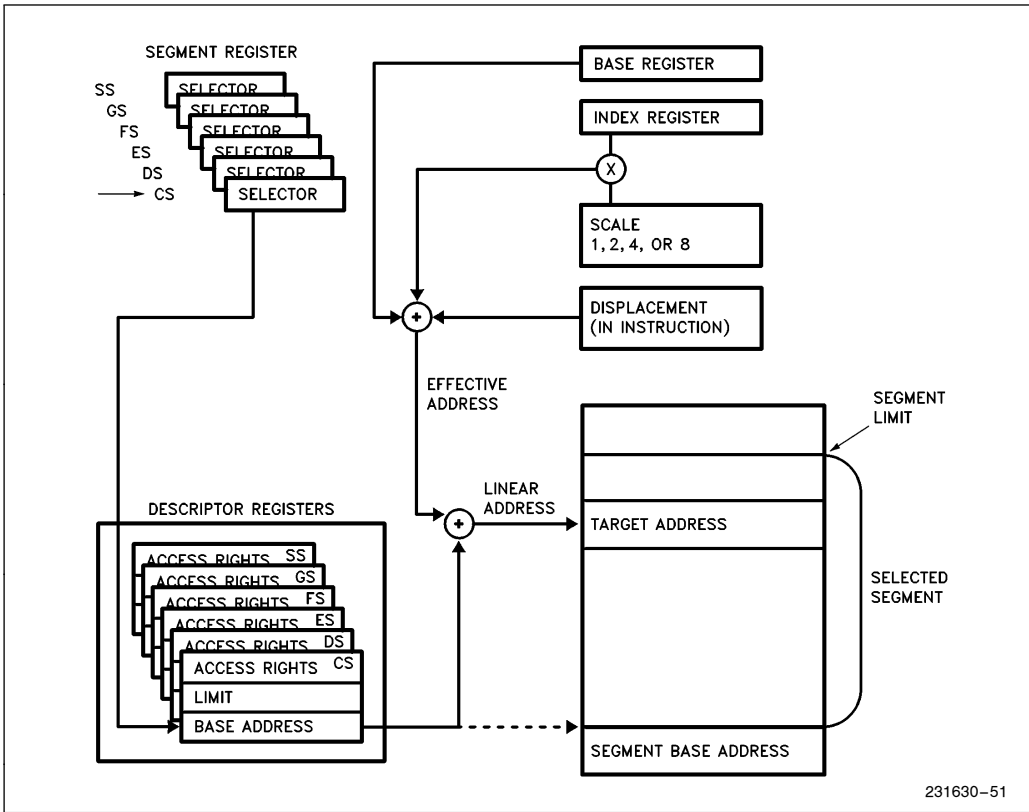 SEGMENT REGISTER
SS
SELECTOR
GS
SELECTOR
FS
SELECTOR
ES
SELECTOR
DS
SELECTOR
CS
SELECTOR
BASE REGISTER
INDEX REGISTER
X
SCALE
1, 2, 4, OR 8
+
DISPLACEMENT
(IN INSTRUCTION)
EFFECTIVE
ADDRESS
SEGMENT
LIMIT
LINEAR
ADDRESS
+
TARGET ADDRESS
SELECTED
SEGMENT
SEGMENT BASE ADDRESS
DESCRIPTOR REGISTERS
ACCESS RIGHTS SS
ACCESS RIGHTS GS
ACCESS RIGHTS FS
ACCESS RIGHTS ES
ACCESS RIGHTS DS
ACCESS RIGHTS CS
LIMIT
BASE ADDRESS
231630–51